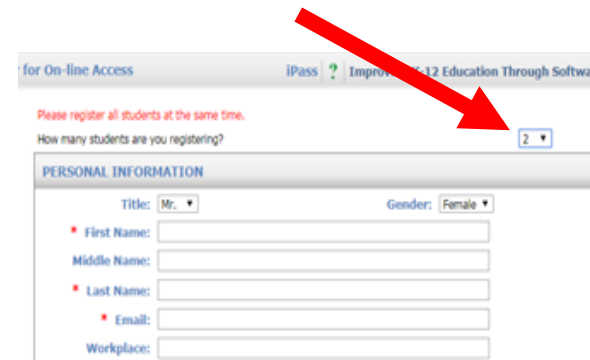 for On-line Access iPass ? Improv K-12 Education Through Softwa
Please register all students at the same time.
How many students are you registering? 2
PERSONAL INFORMATION
Title: Mr. Gender: Female
* First Name:
Middle Name:
* Last Name:
* Email:
Workplace: